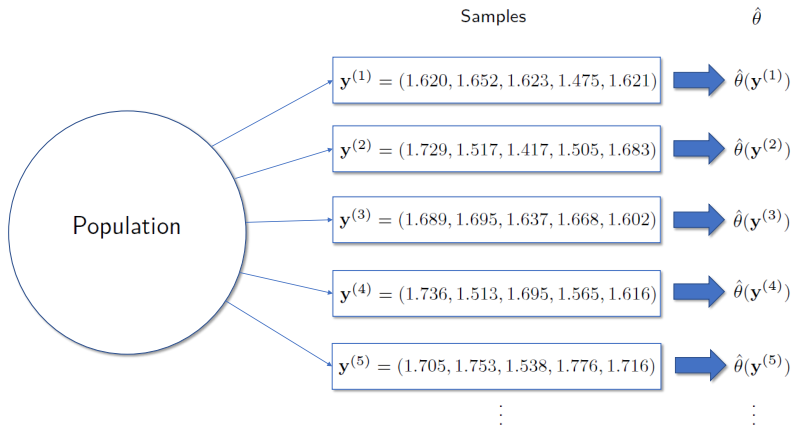 Samples θ̂
y⁽¹⁾ = (1.620, 1.652, 1.623, 1.475, 1.621) θ̂(y⁽¹⁾)
y⁽²⁾ = (1.729, 1.517, 1.417, 1.505, 1.683) θ̂(y⁽²⁾)
Population
y⁽³⁾ = (1.689, 1.695, 1.637, 1.668, 1.602) θ̂(y⁽³⁾)
y⁽⁴⁾ = (1.736, 1.513, 1.695, 1.565, 1.616) θ̂(y⁽⁴⁾)
y⁽⁵⁾ = (1.705, 1.753, 1.538, 1.776, 1.716) θ̂(y⁽⁵⁾)
⋮ ⋮